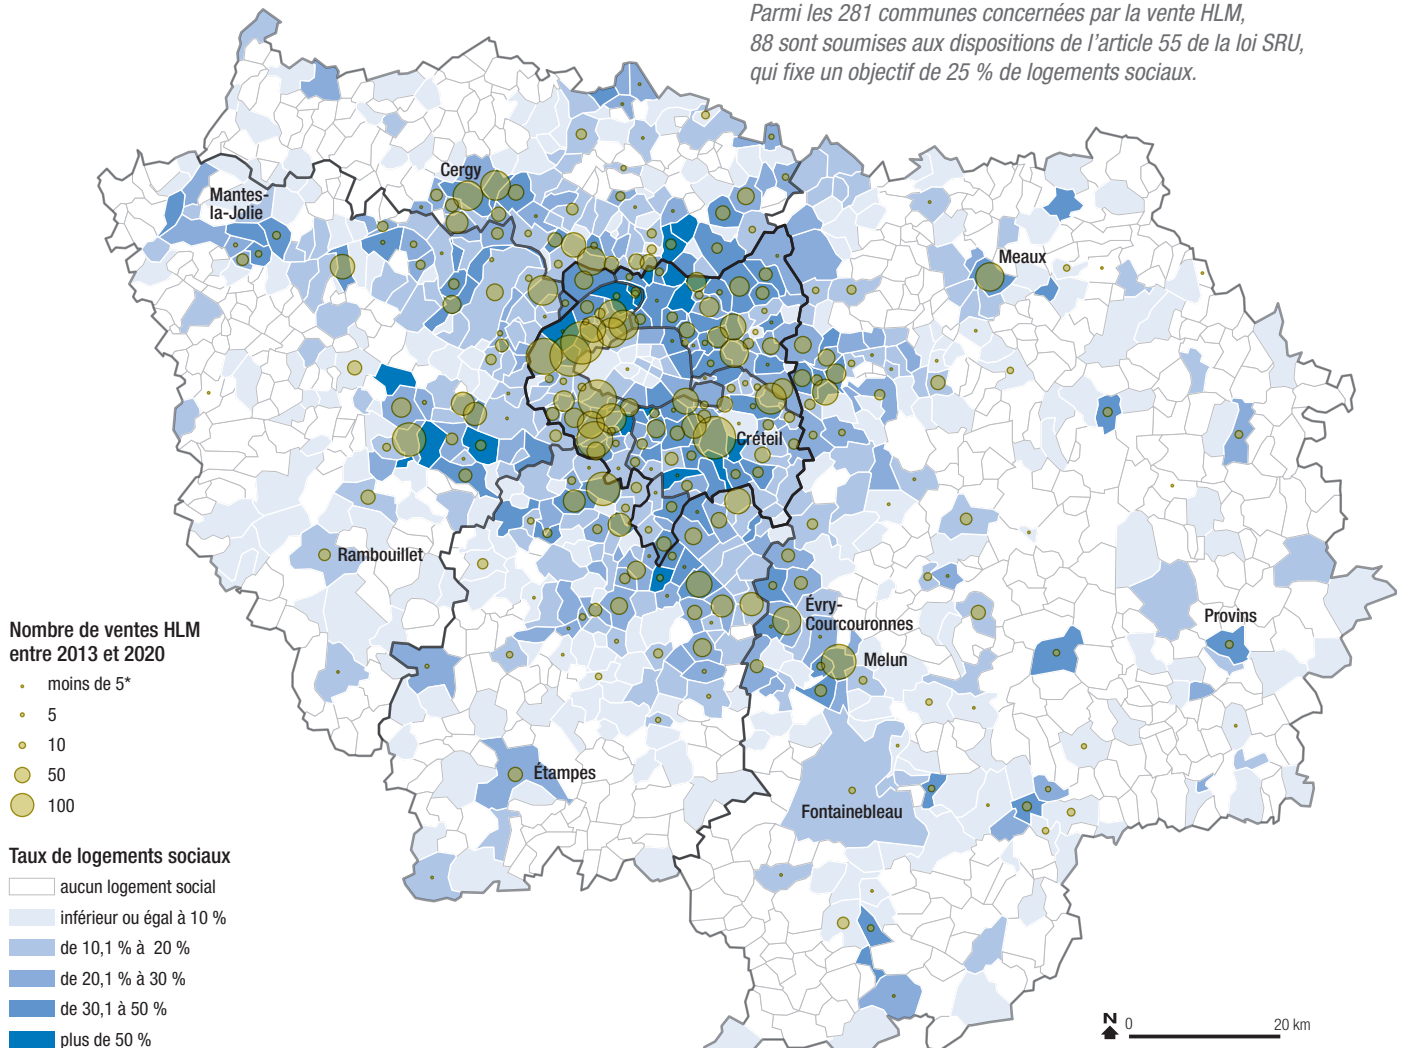 Parmi les 281 communes concernées par la vente HLM,
88 sont soumises aux dispositions de l'article 55 de la loi SRU,
qui fixe un objectif de 25 % de logements sociaux.
Cergy
Mantes-
la-Jolie
Meaux
Créteil
Rambouillet
Évry-
Courcouronnes
Melun
Provins
Étampes
Fontainebleau
Nombre de ventes HLM
entre 2013 et 2020
moins de 5*
5
10
50
100
Taux de logements sociaux
aucun logement social
inférieur ou égal à 10 %
de 10,1 % à 20 %
de 20,1 % à 30 %
de 30,1 à 50 %
plus de 50 %
N 0 20 km